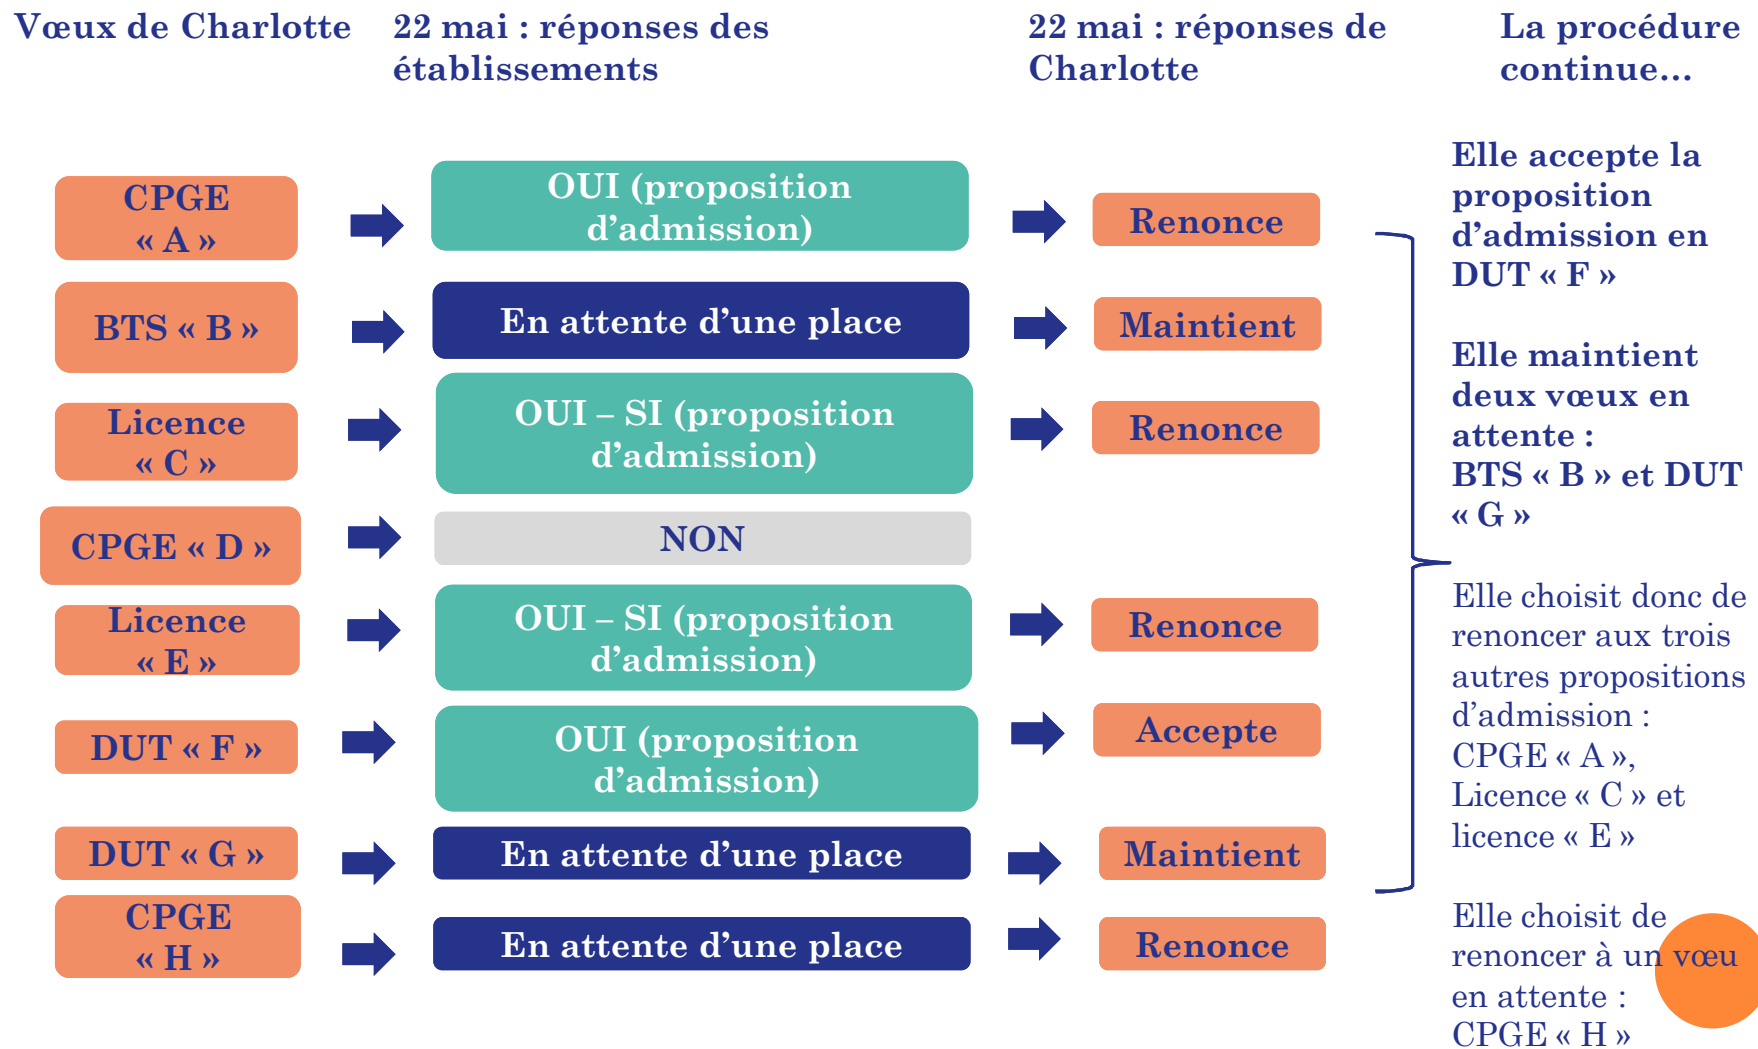 Vœux de Charlotte
22 mai : réponses des
établissements
22 mai : réponses de
Charlotte
La procédure
continue…
CPGE
« A »
OUI (proposition
d’admission)
Renonce
BTS « B »
En attente d’une place
Maintient
Licence
« C »
OUI – SI (proposition
d’admission)
Renonce
CPGE « D »
NON
Licence
« E »
OUI – SI (proposition
d’admission)
Renonce
DUT « F »
OUI (proposition
d’admission)
Accepte
DUT « G »
En attente d’une place
Maintient
CPGE
« H »
En attente d’une place
Renonce
Elle accepte la
proposition
d'admission en
DUT « F »
Elle maintient
deux vœux en
attente :
BTS « B » et DUT
« G »
Elle choisit donc de
renoncer aux trois
autres propositions
d’admission :
CPGE « A »,
Licence « C » et
licence « E »
Elle choisit de
renoncer à un vœu
en attente :
CPGE « H »